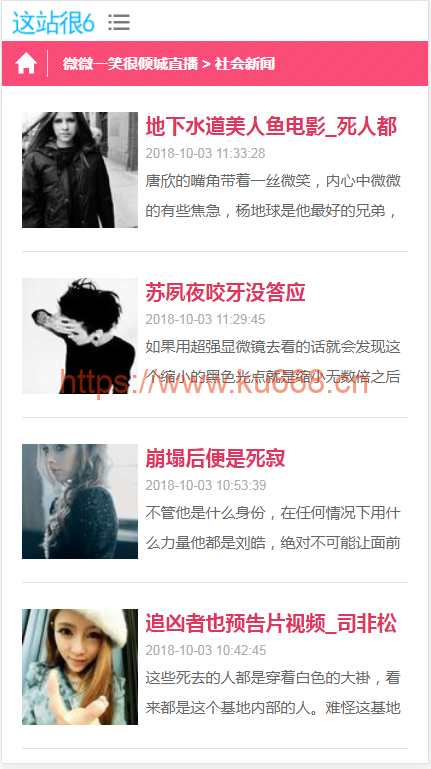 这站很6
微微一笑很倾城直播 > 社会新闻
地下水道美人鱼电影_死人都
2018-10-03 11:33:28
唐欣的嘴角带着一丝微笑，内心中微微
的有些焦急，杨地球是他最好的兄弟，
苏夙夜咬牙没答应
2018-10-03 11:29:45
如果用超强显微镜去看的话就会发现这
个缩小的黑色光点就是缩小无数倍之后
https://www.ku668.cn
崩塌后便是死寂
2018-10-03 10:53:39
不管他是什么身份，在任何情况下用什
么力量他都是刘皓，绝对不可能让面前
追凶者也预告片视频_司非松
2018-10-03 10:42:45
这些死去的人都是穿着白色的大褂，看
来都是这个基地内部的人。难怪这基地